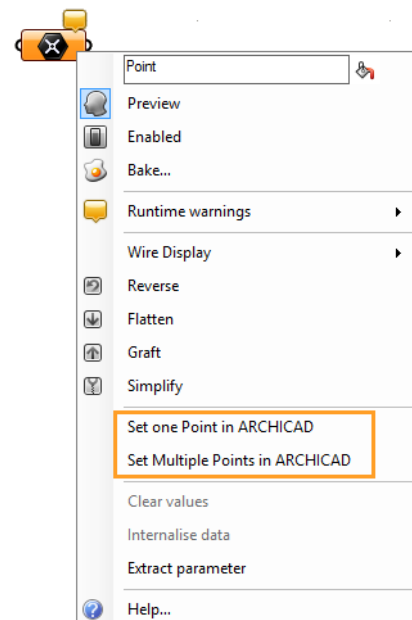 Point
Preview
Enabled
Bake...
Runtime warnings
Wire Display
Reverse
Flatten
Graft
Simplify
Set one Point in ARCHICAD
Set Multiple Points in ARCHICAD
Clear values
Internalise data
Extract parameter
Help...